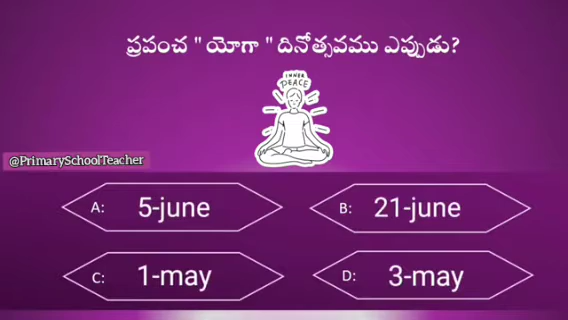 ప్రపంచ " యోగా " దినోత్సవము ఎప్పుడు?
INNER
PEACE
@PrimarySchoolTeacher
A: 5-june
B: 21-june
C: 1-may
D: 3-may